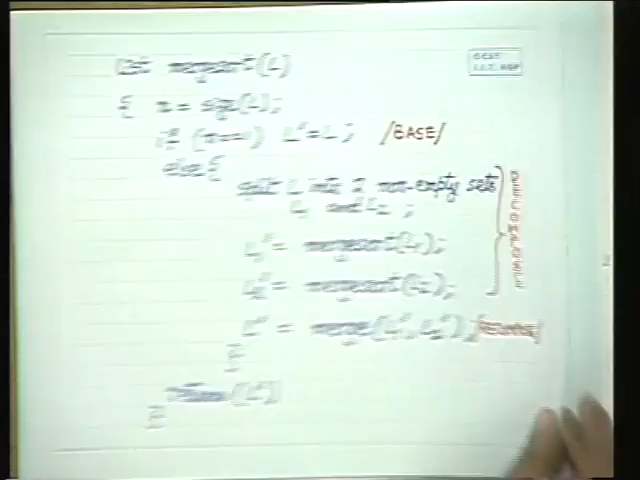 List mergesort(L)
{ n = size(L);
if (n==1) L' = L; /BASE/
else {
split L into 2 non-empty sets
L1 and L2;
L1' = mergesort(L1);
L2' = mergesort(L2);
L' = merge(L1', L2');
}
return (L')
}